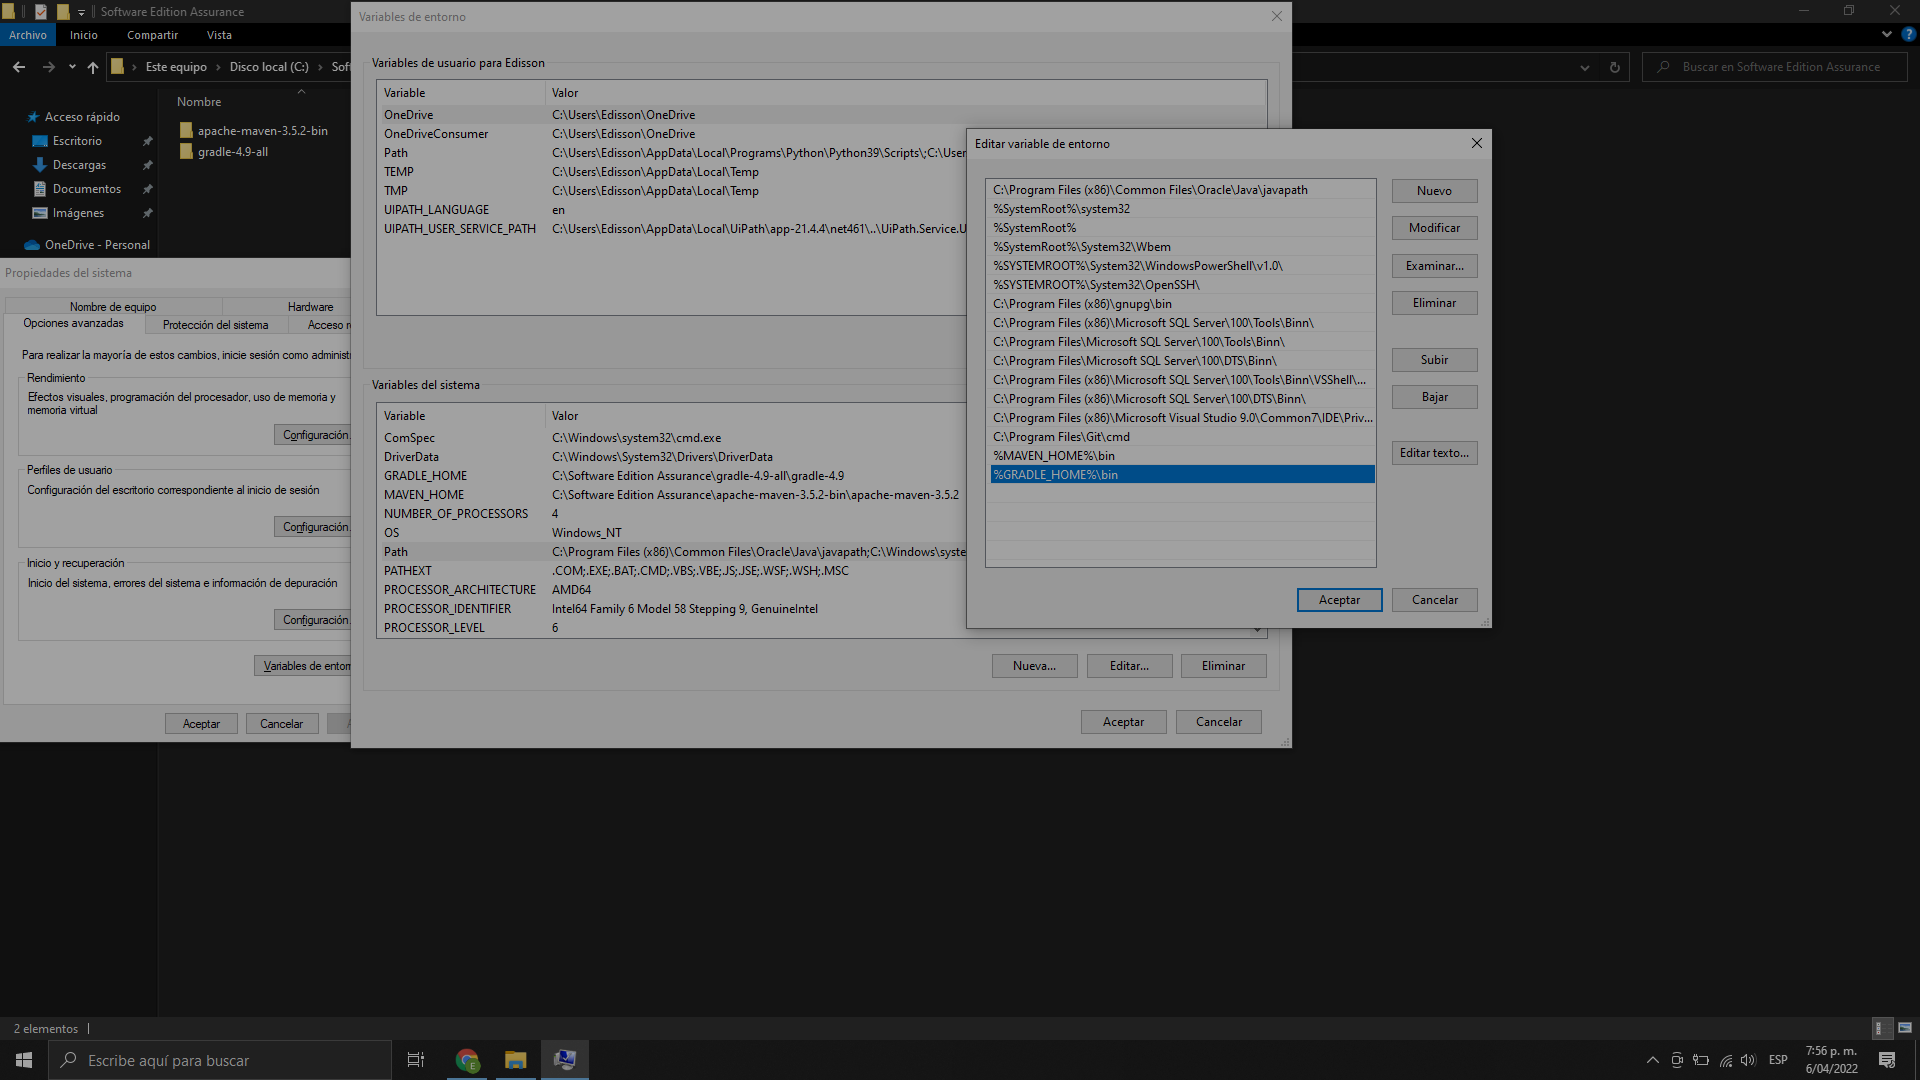 Software Edition Assurance
Archivo
Inicio
Compartir
Vista
Este equipo
Disco local (C:)
Buscar en Software Edition Assurance
Acceso rápido
Escritorio
Descargas
Documentos
Imágenes
OneDrive - Personal
Nombre
apache-maven-3.5.2-bin
gradle-4.9-all
Propiedades del sistema
Nombre de equipo
Hardware
Opciones avanzadas
Protección del sistema
Acceso
Para realizar la mayoría de estos cambios, inicie sesión como
Rendimiento
Efectos visuales, programación del procesador, uso de memoria y
memoria virtual
Configuración
Perfiles de usuario
Configuración del escritorio correspondiente al inicio de sesión
Configuración
Inicio y recuperación
Inicio del sistema, errores del sistema e información de depuración
Configuración
Variables de
Aceptar
Cancelar
Variables de entorno
Variables de usuario para Edisson
Variable Valor
OneDrive C:\Users\Edisson\OneDrive
OneDriveConsumer C:\Users\Edisson\OneDrive
Path C:\Users\Edisson\AppData\Local\Programs\Python\Python39\Scripts\;C:\User
TEMP C:\Users\Edisson\AppData\Local\Temp
TMP C:\Users\Edisson\AppData\Local\Temp
UIPATH_LANGUAGE en
UIPATH_USER_SERVICE_PATH C:\Users\Edisson\AppData\Local\UiPath\app-21.4.4\net461\..\UiPath.Service.U
Variables del sistema
Variable Valor
ComSpec C:\Windows\system32\cmd.exe
DriverData C:\Windows\System32\Drivers\DriverData
GRADLE_HOME C:\Software Edition Assurance\gradle-4.9-all\gradle-4.9
MAVEN_HOME C:\Software Edition Assurance\apache-maven-3.5.2-bin\apache-maven-3.5.2
NUMBER_OF_PROCESSORS 4
OS Windows_NT
Path C:\Program Files (x86)\Common Files\Oracle\Java\javapath;C:\Windows\syste
PATHEXT .COM;.EXE;.BAT;.CMD;.VBS;.VBE;.JS;.JSE;.WSF;.WSH;.MSC
PROCESSOR_ARCHITECTURE AMD64
PROCESSOR_IDENTIFIER Intel64 Family 6 Model 58 Stepping 9, GenuineIntel
PROCESSOR_LEVEL 6
Nueva...
Editar...
Eliminar
Aceptar
Cancelar
Editar variable de entorno
C:\Program Files (x86)\Common Files\Oracle\Java\javapath
%SystemRoot%\system32
%SystemRoot%
%SystemRoot%\System32\Wbem
%SYSTEMROOT%\System32\WindowsPowerShell\v1.0\
%SYSTEMROOT%\System32\OpenSSH\
C:\Program Files (x86)\gnupg\bin
C:\Program Files (x86)\Microsoft SQL Server\100\Tools\Binn\
C:\Program Files\Microsoft SQL Server\100\Tools\Binn\
C:\Program Files\Microsoft SQL Server\100\DTS\Binn\
C:\Program Files (x86)\Microsoft SQL Server\100\Tools\Binn\VSShell\...
C:\Program Files (x86)\Microsoft SQL Server\100\DTS\Binn\
C:\Program Files (x86)\Microsoft Visual Studio 9.0\Common7\IDE\Priv...
C:\Program Files\Git\cmd
%MAVEN_HOME%\bin
%GRADLE_HOME%\bin
Nuevo
Modificar
Examinar...
Eliminar
Subir
Bajar
Editar texto...
Aceptar
Cancelar
2 elementos
Escribe aquí para buscar
ESP
7:56 p. m.
6/04/2022